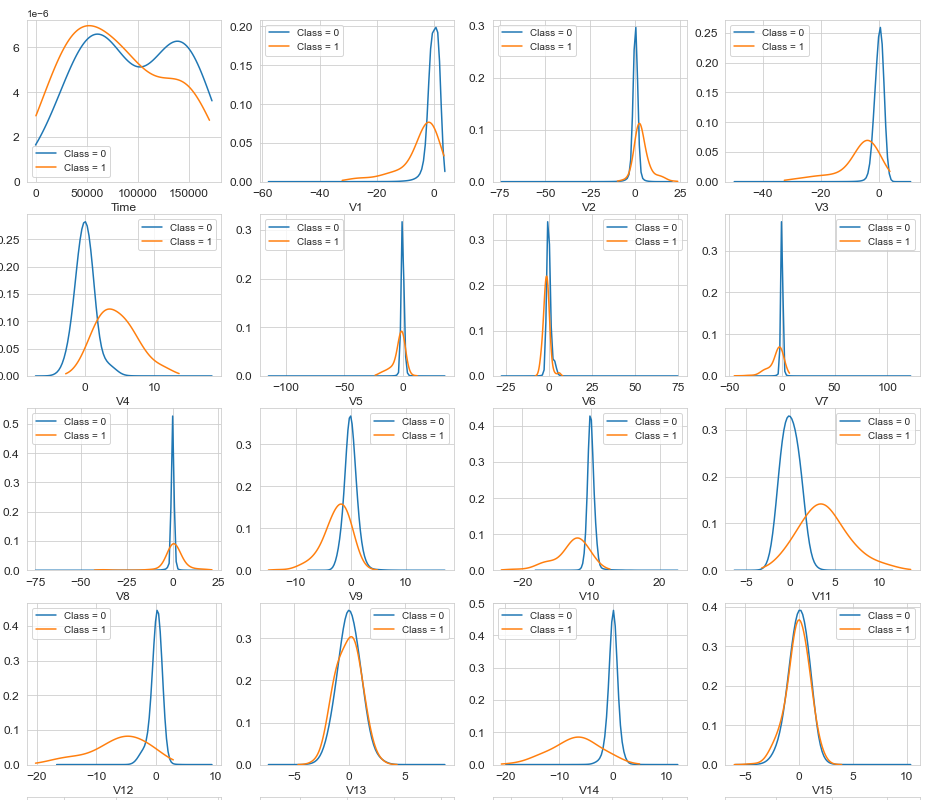 1e−6
6
4
2
0
Class = 0
Class = 1
0 50000 100000 150000
Time
0.20
0.15
0.10
0.05
0.00
Class = 0
Class = 1
−60 −40 −20 0
V1
0.3
0.2
0.1
0.0
Class = 0
Class = 1
−75 −50 −25 0 25
V2
0.25
0.20
0.15
0.10
0.05
0.00
Class = 0
Class = 1
−40 −20 0
V3
0.25
0.20
0.15
0.10
0.05
0.00
Class = 0
Class = 1
0 10
V4
0.3
0.2
0.1
0.0
Class = 0
Class = 1
−100 −50 0
V5
0.3
0.2
0.1
0.0
Class = 0
Class = 1
−25 0 25 50 75
V6
0.3
0.2
0.1
0.0
Class = 0
Class = 1
−50 0 50 100
V7
0.5
0.4
0.3
0.2
0.1
0.0
Class = 0
Class = 1
−75 −50 −25 0 25
V8
0.3
0.2
0.1
0.0
Class = 0
Class = 1
−10 0 10
V9
0.4
0.3
0.2
0.1
0.0
Class = 0
Class = 1
−20 0 20
V10
0.3
0.2
0.1
0.0
Class = 0
Class = 1
−5 0 5 10
V11
0.4
0.3
0.2
0.1
0.0
Class = 0
Class = 1
−20 −10 0 10
V12
0.3
0.2
0.1
0.0
Class = 0
Class = 1
−5 0 5
V13
0.5
0.4
0.3
0.2
0.1
0.0
Class = 0
Class = 1
−20 −10 0 10
V14
0.4
0.3
0.2
0.1
0.0
Class = 0
Class = 1
−5 0 5 10
V15